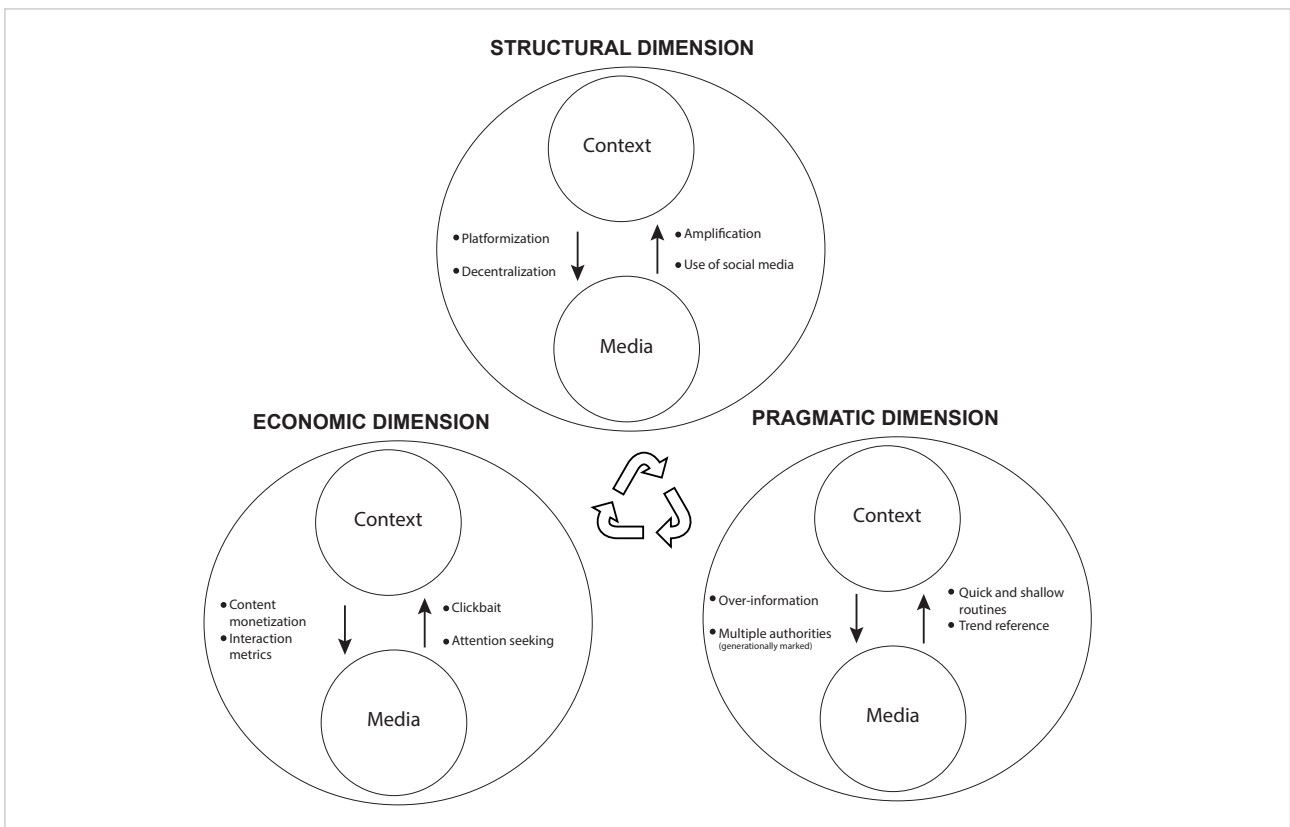 STRUCTURAL DIMENSION
Context
• Platformization
• Decentralization
• Amplification
• Use of social media
Media
ECONOMIC DIMENSION
Context
• Content
monetization
• Interaction
metrics
• Clickbait
• Attention seeking
Media
PRAGMATIC DIMENSION
Context
• Over-information
• Multiple authorities
(generationally marked)
• Quick and shallow
routines
• Trend reference
Media